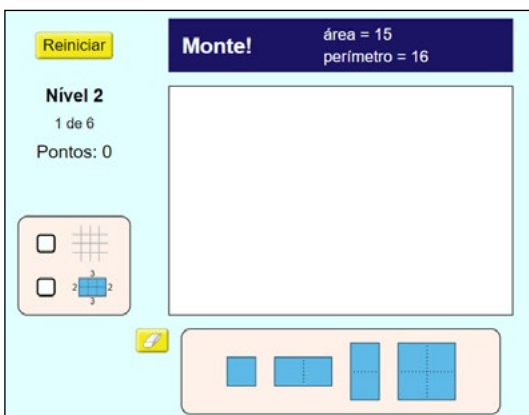 Reiniciar
Monte!
área = 15
perímetro = 16
Nível 2
1 de 6
Pontos: 0
3
2 2
3